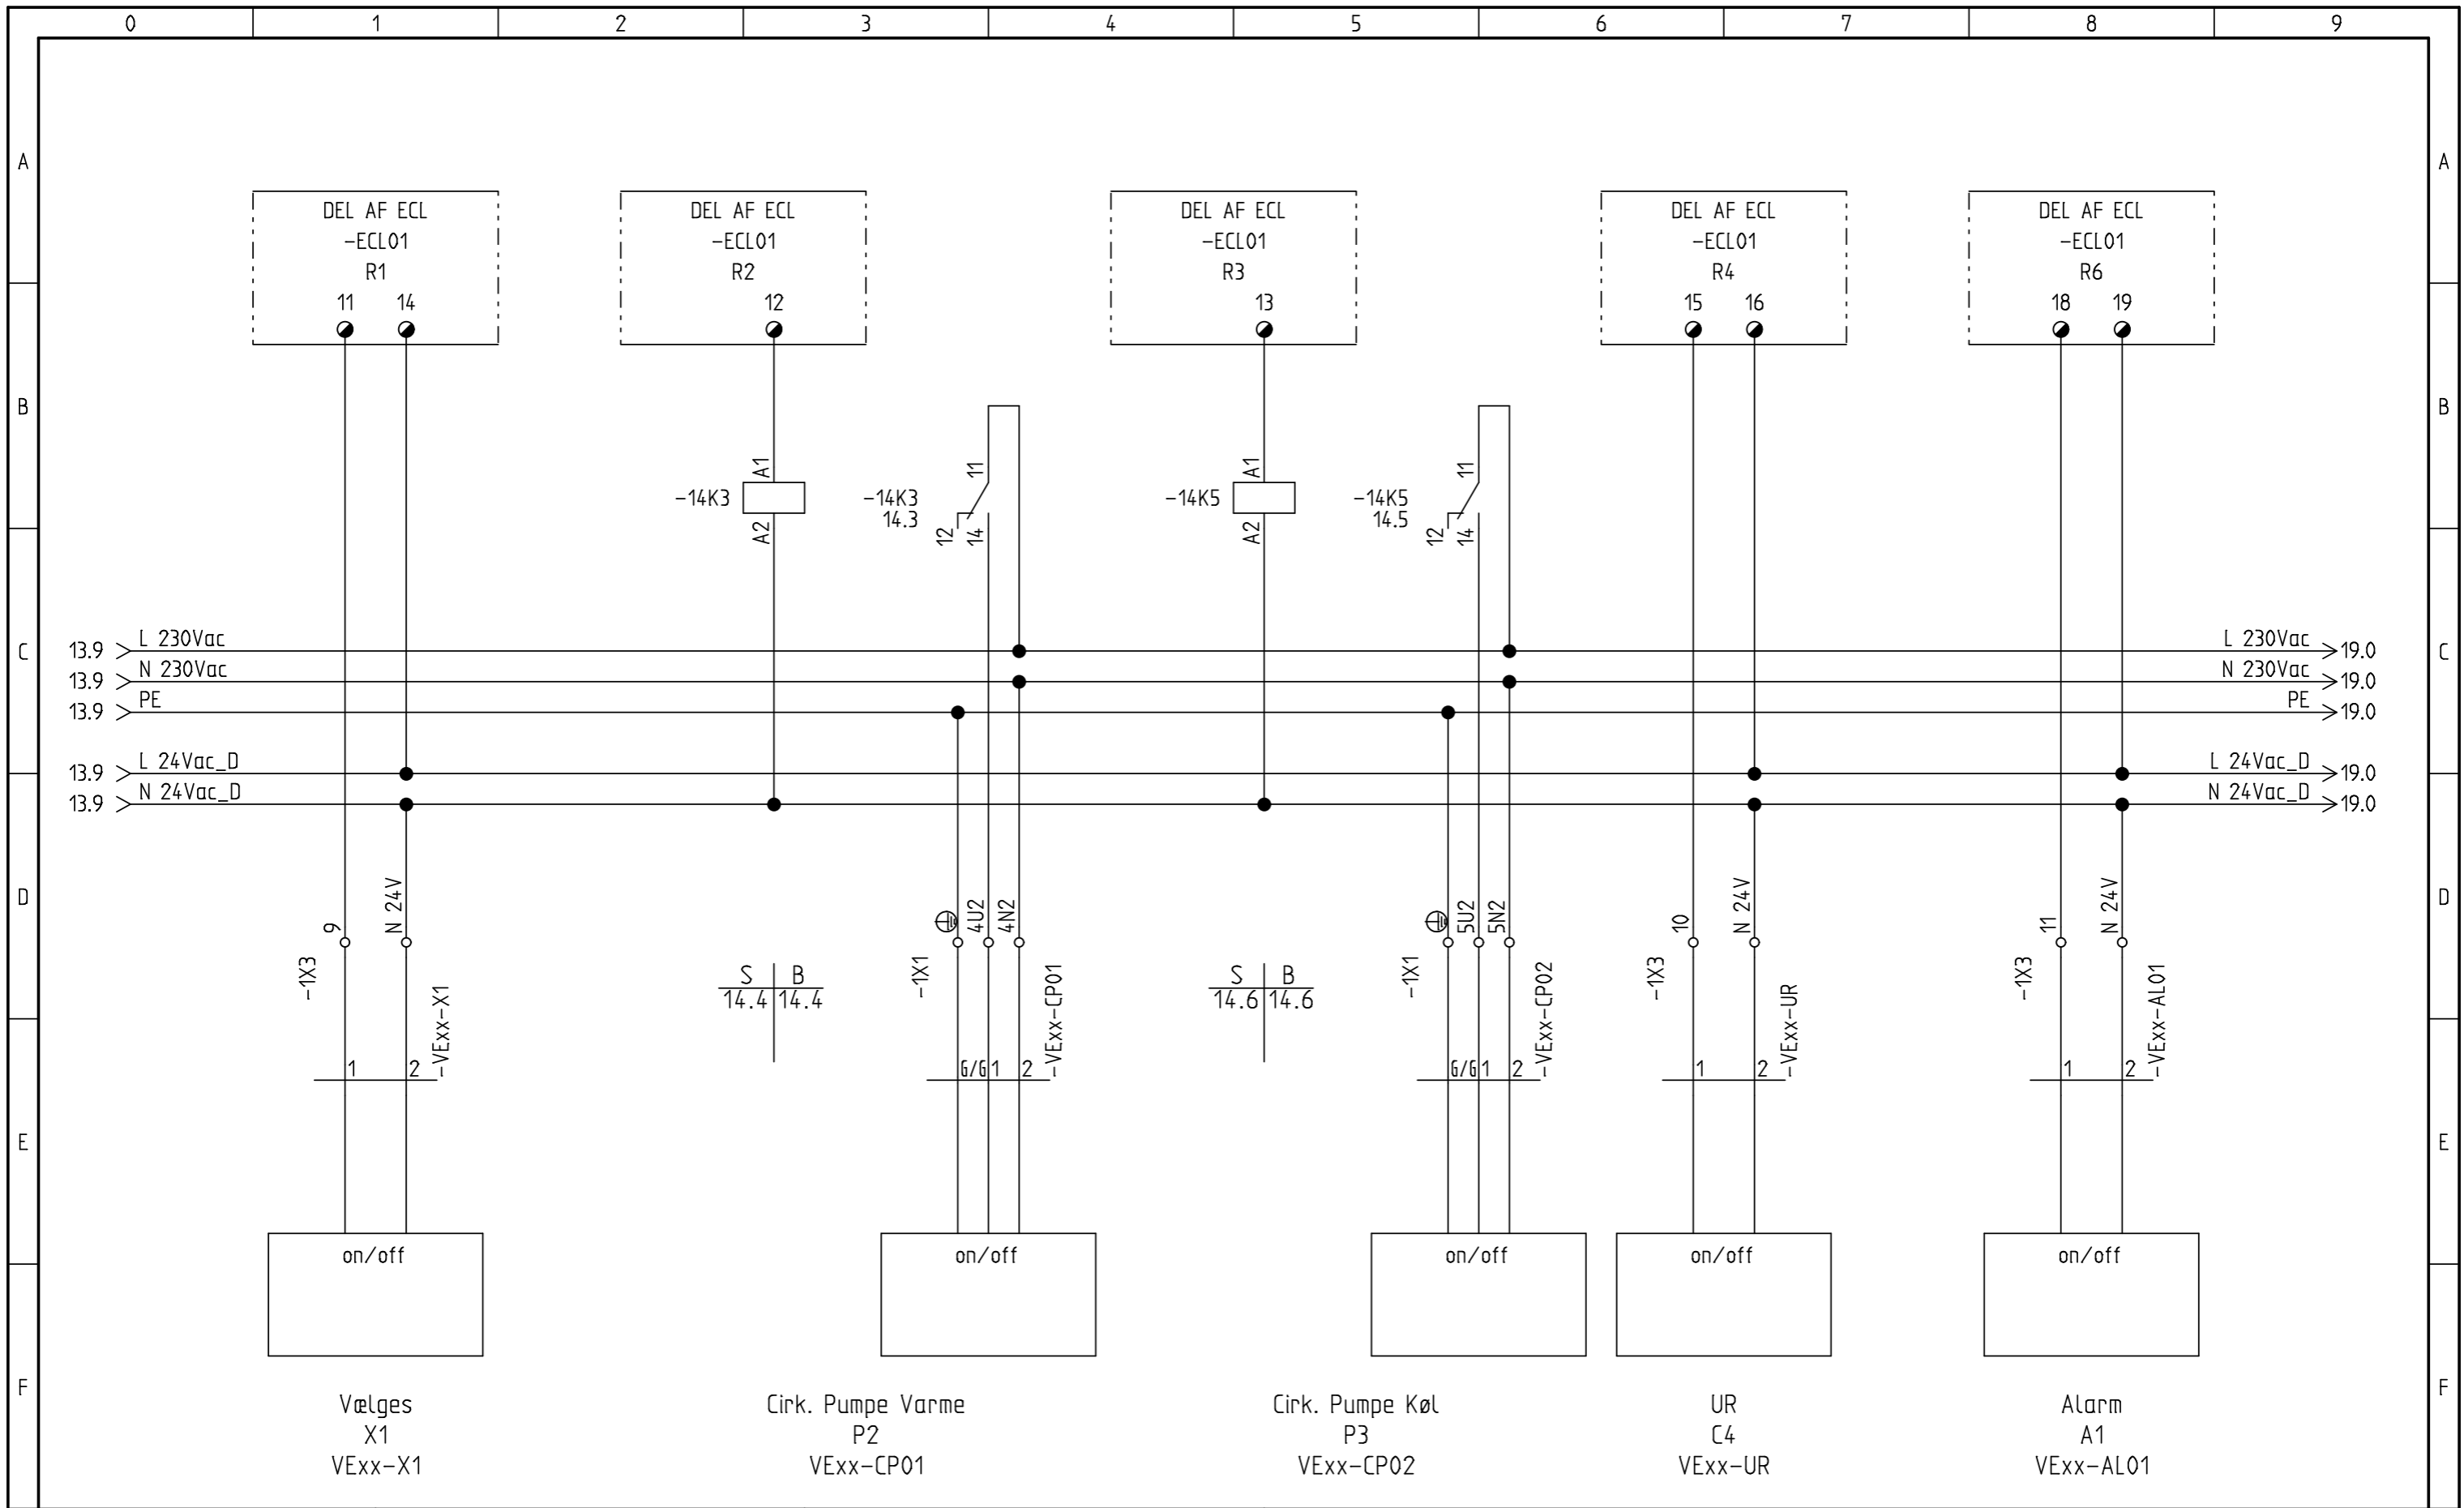 0 1 2 3 4 5 6 7 8 9
A A
DEL AF ECL DEL AF ECL DEL AF ECL DEL AF ECL DEL AF ECL
-ECL01 -ECL01 -ECL01 -ECL01 -ECL01
R1 R2 R3 R4 R6
11 14 12 13 15 16 18 19
B B
A1 11 A1 11
-14K3 -14K3 -14K5 -14K5
14.3 14.5
A2 12 14 A2 12 14
L 230Vac L 230Vac
C 13.9 19.0 C
N 230Vac N 230Vac
13.9 19.0
PE PE
13.9 19.0
L 24Vac_D L 24Vac_D
13.9 19.0
N 24Vac_D N 24Vac_D
13.9 19.0
D D
9 N 24V 4U2 4N2 5U2 5N2 10 N 24V 11 N 24V
-1X3 S B -1X1 S B -1X1 -1X3 -1X3
14.4 14.4 14.6 14.6
-VExx-X1 -VExx-CP01 -VExx-CP02 -VExx-UR -VExx-AL01
1 2 G/G 1 2 G/G 1 2 1 2 1 2
E E
on/off on/off on/off on/off on/off
F F
Vælges Cirk. Pumpe Varme Cirk. Pumpe Køl UR Alarm
X1 P2 P3 C4 A1
VExx-X1 VExx-CP01 VExx-CP02 VExx-UR VExx-AL01